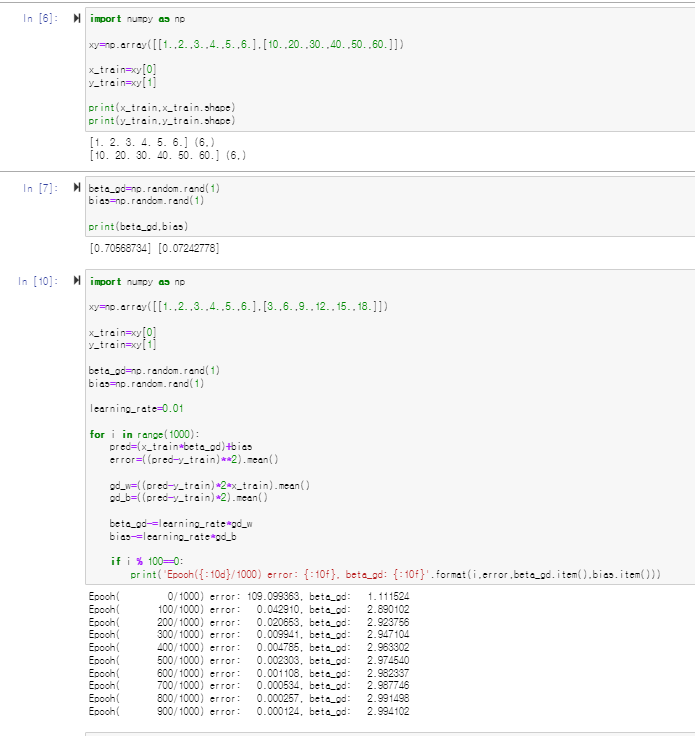 In [6]: import numpy as np
xy=np.array([[1.,2.,3.,4.,5.,6.],[10.,20.,30.,40.,50.,60.]])
x_train=xy[0]
y_train=xy[1]
print(x_train,x_train.shape)
print(y_train,y_train.shape)
[1. 2. 3. 4. 5. 6.] (6,)
[10. 20. 30. 40. 50. 60.] (6,)
In [7]: beta_gd=np.random.rand(1)
bias=np.random.rand(1)
print(beta_gd,bias)
[0.70568734] [0.07242778]
In [10]: import numpy as np
xy=np.array([[1.,2.,3.,4.,5.,6.],[3.,6.,9.,12.,15.,18.]])
x_train=xy[0]
y_train=xy[1]
beta_gd=np.random.rand(1)
bias=np.random.rand(1)
learning_rate=0.01
for i in range(1000):
pred=(x_train*beta_gd)+bias
error=((pred-y_train)**2).mean()
gd_w=((pred-y_train)*2*x_train).mean()
gd_b=((pred-y_train)*2).mean()
beta_gd-=learning_rate*gd_w
bias-=learning_rate*gd_b
if i % 100==0:
print('Epoch({:10d}/1000) error: {:10f}, beta_gd: {:10f}'.format(i,error,beta_gd.item(),bias.item()))
Epoch( 0/1000) error: 109.099363, beta_gd: 1.111524
Epoch( 100/1000) error: 0.042910, beta_gd: 2.890102
Epoch( 200/1000) error: 0.020653, beta_gd: 2.923756
Epoch( 300/1000) error: 0.009941, beta_gd: 2.947104
Epoch( 400/1000) error: 0.004785, beta_gd: 2.963302
Epoch( 500/1000) error: 0.002303, beta_gd: 2.974540
Epoch( 600/1000) error: 0.001108, beta_gd: 2.982337
Epoch( 700/1000) error: 0.000534, beta_gd: 2.987746
Epoch( 800/1000) error: 0.000257, beta_gd: 2.991498
Epoch( 900/1000) error: 0.000124, beta_gd: 2.994102